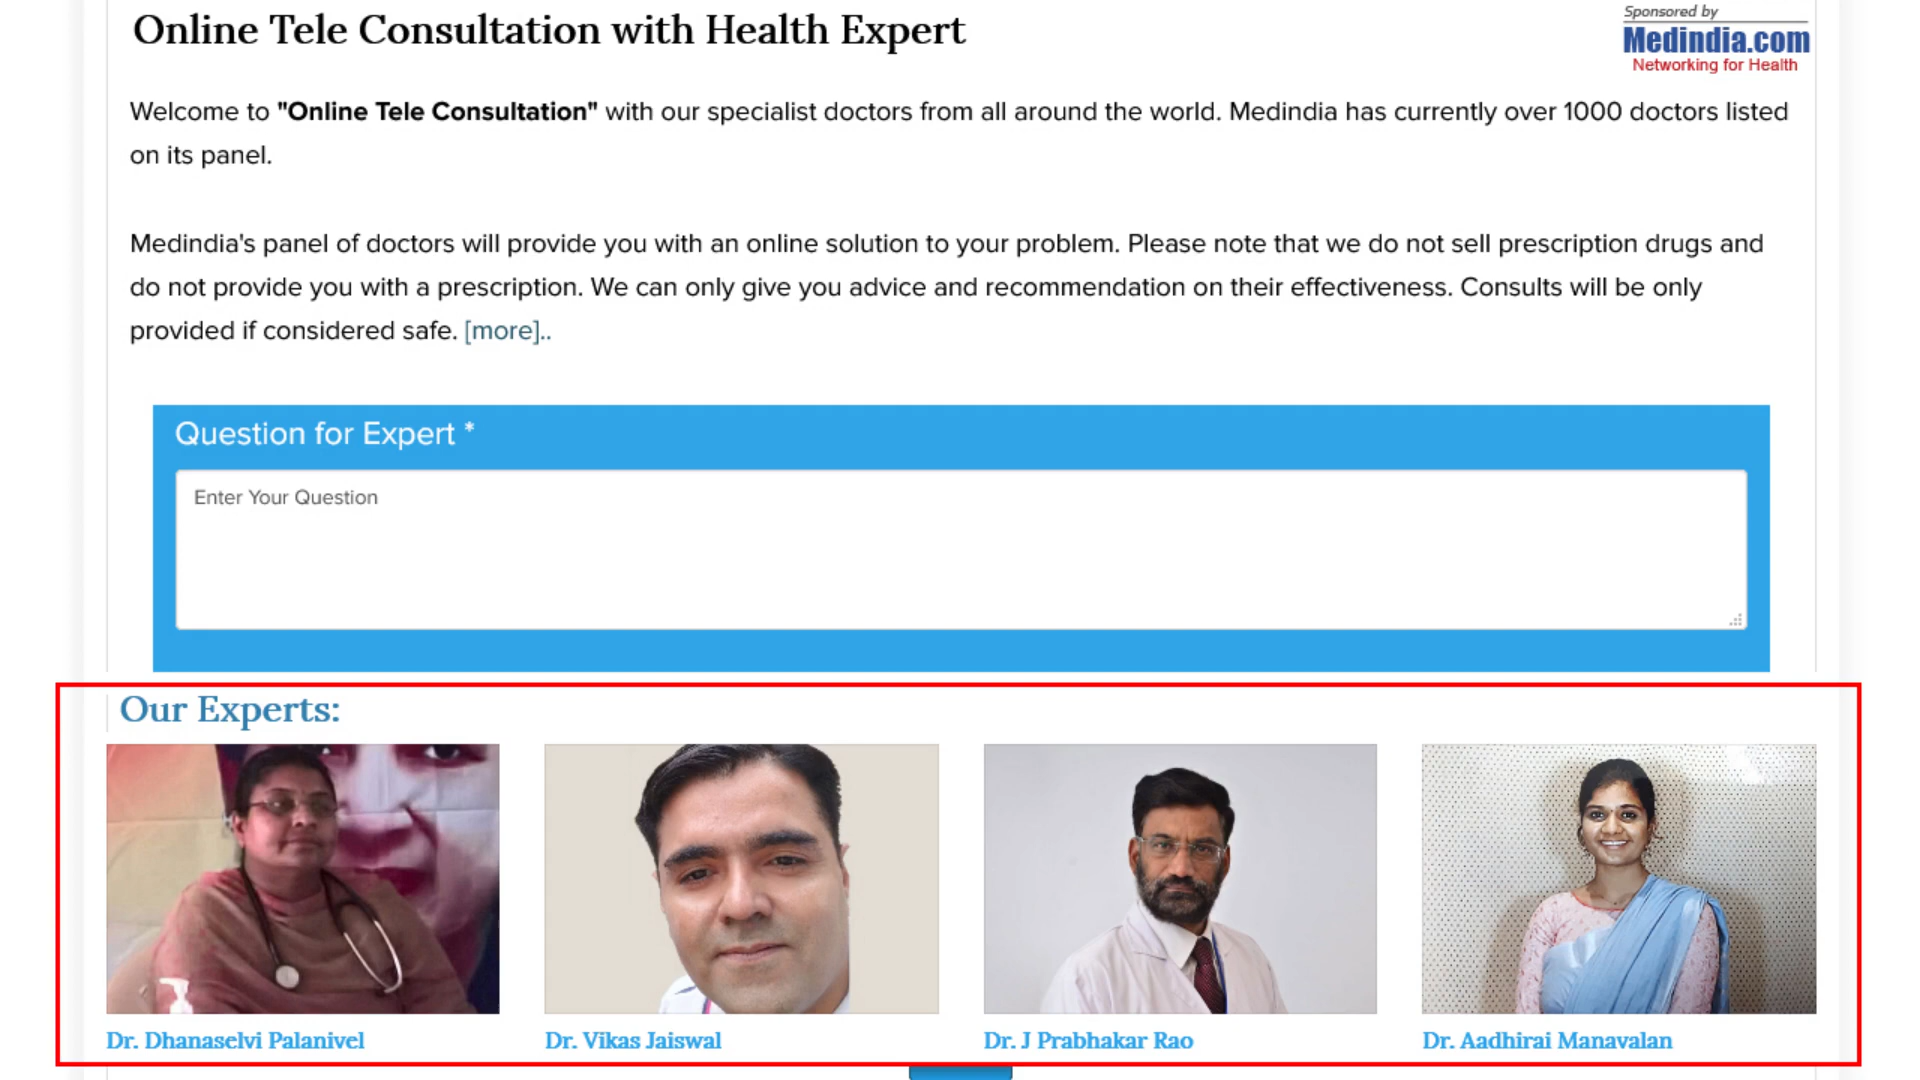 Online Tele Consultation with Health Expert
Sponsored by
Medindia.com
Networking for Health
Welcome to "Online Tele Consultation" with our specialist doctors from all around the world. Medindia has currently over 1000 doctors listed
on its panel.
Medindia's panel of doctors will provide you with an online solution to your problem. Please note that we do not sell prescription drugs and
do not provide you with a prescription. We can only give you advice and recommendation on their effectiveness. Consults will be only
provided if considered safe. [more]..
Question for Expert *
Enter Your Question
Our Experts:
Dr. Dhanaselvi Palanivel
Dr. Vikas Jaiswal
Dr. J Prabhakar Rao
Dr. Aadhirai Manavalan